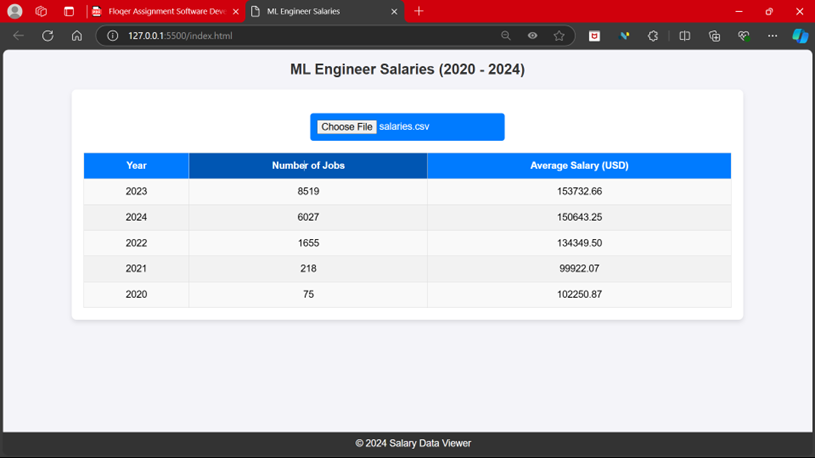 Floqer Assignment Software Deve
ML Engineer Salaries
127.0.0.1:5500/index.html
ML Engineer Salaries (2020 - 2024)
Choose File salaries.csv
Year Number of Jobs Average Salary (USD)
2023 8519 153732.66
2024 6027 150643.25
2022 1655 134349.50
2021 218 99922.07
2020 75 102250.87
© 2024 Salary Data Viewer